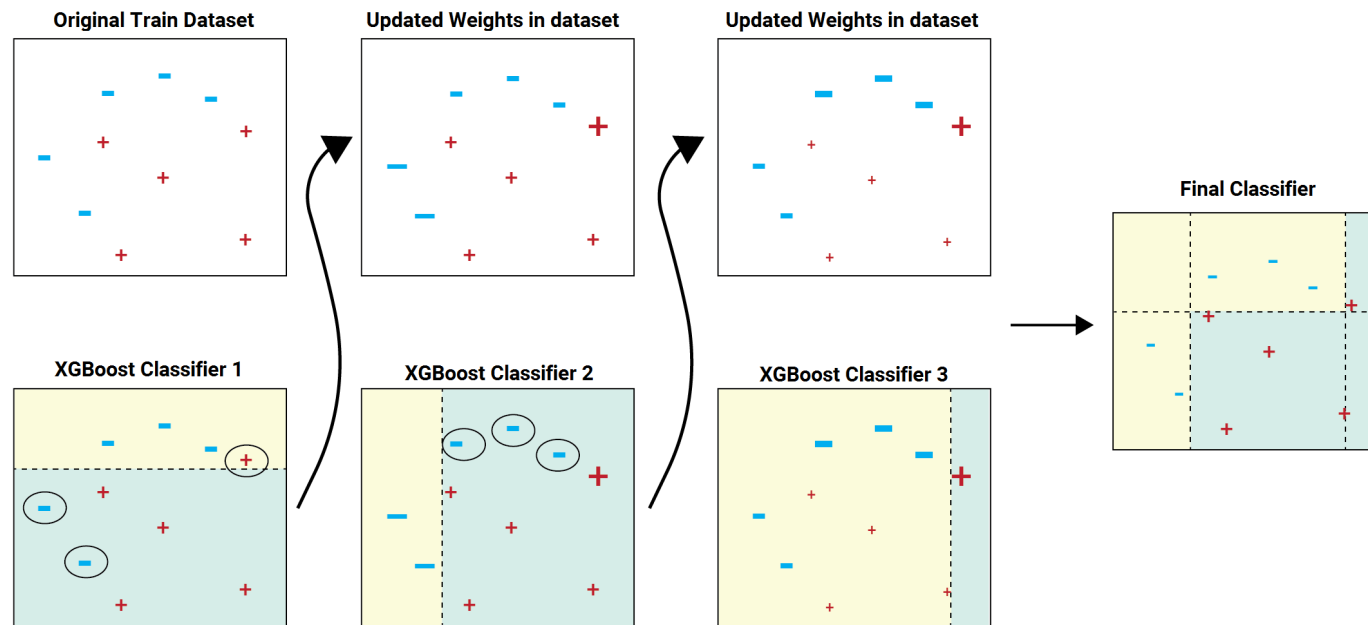 Original Train Dataset
Updated Weights in dataset
Updated Weights in dataset
Final Classifier
XGBoost Classifier 1
XGBoost Classifier 2
XGBoost Classifier 3